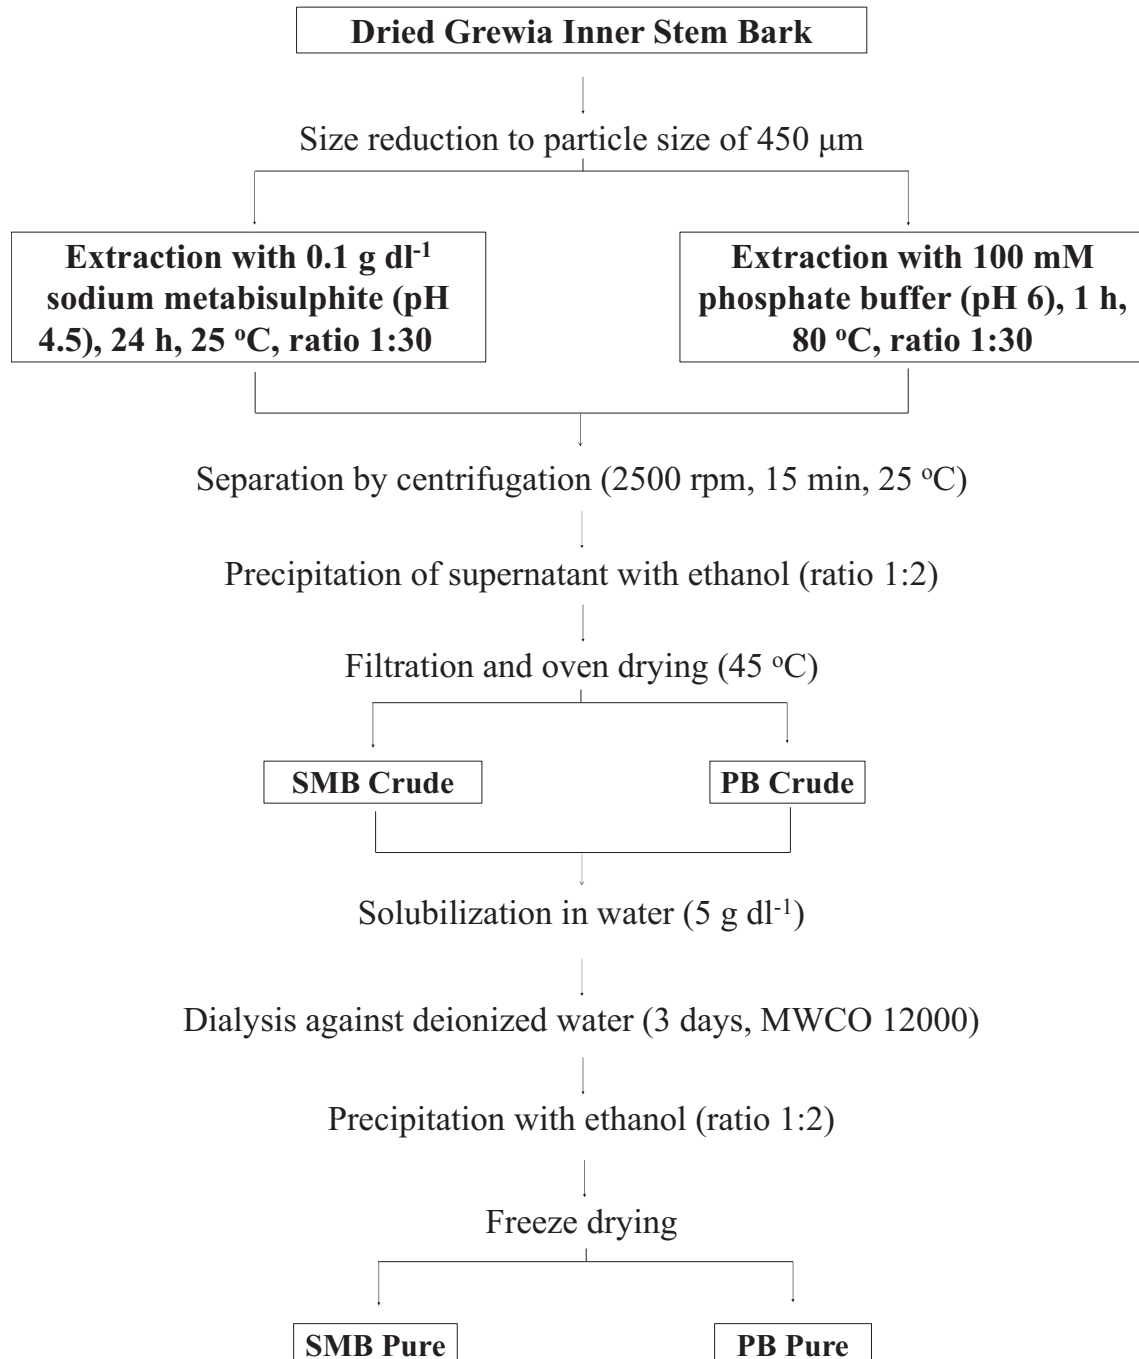 Dried Grewia Inner Stem Bark
Size reduction to particle size of 450 μm
Extraction with 0.1 g dl⁻¹
sodium metabisulphite (pH
4.5), 24 h, 25 ᵒC, ratio 1:30
Extraction with 100 mM
phosphate buffer (pH 6), 1 h,
80 ᵒC, ratio 1:30
Separation by centrifugation (2500 rpm, 15 min, 25 ᵒC)
Precipitation of supernatant with ethanol (ratio 1:2)
Filtration and oven drying (45 ᵒC)
SMB Crude
PB Crude
Solubilization in water (5 g dl⁻¹)
Dialysis against deionized water (3 days, MWCO 12000)
Precipitation with ethanol (ratio 1:2)
Freeze drying
SMB Pure
PB Pure